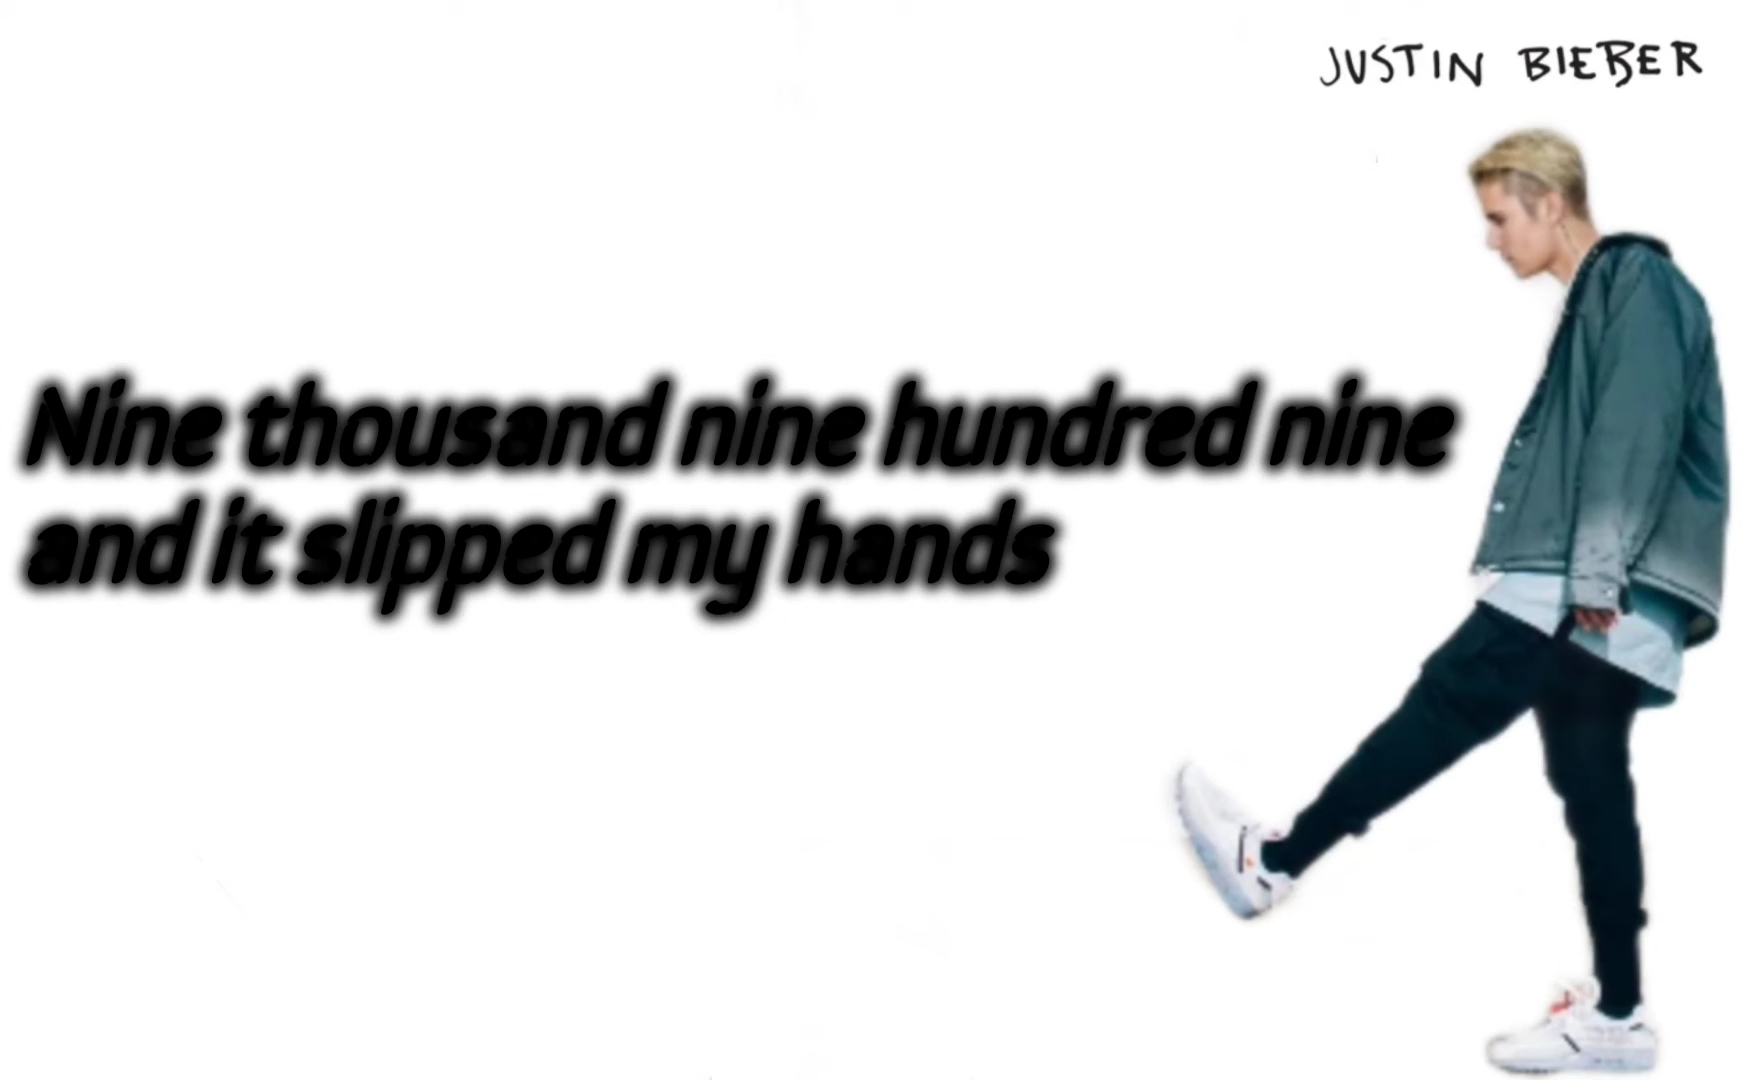 JUSTIN BIEBER
Nine thousand nine hundred nine
and it slipped my hands